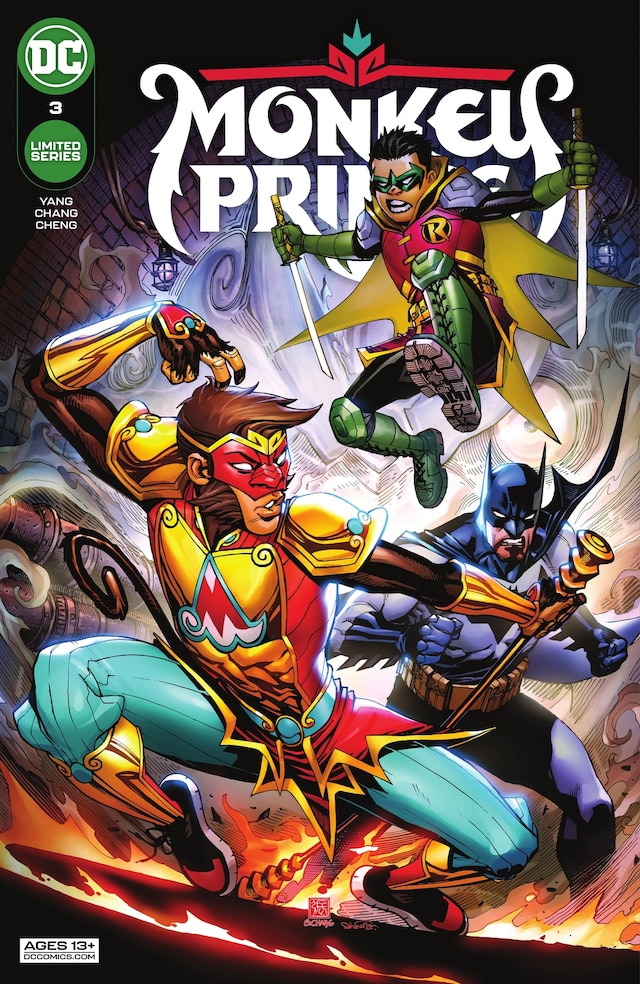 DC
3
LIMITED
SERIES
YANG
CHANG
CHENG
MONKEY
PRINCE
R
AGES 13+
DCCOMICS.COM